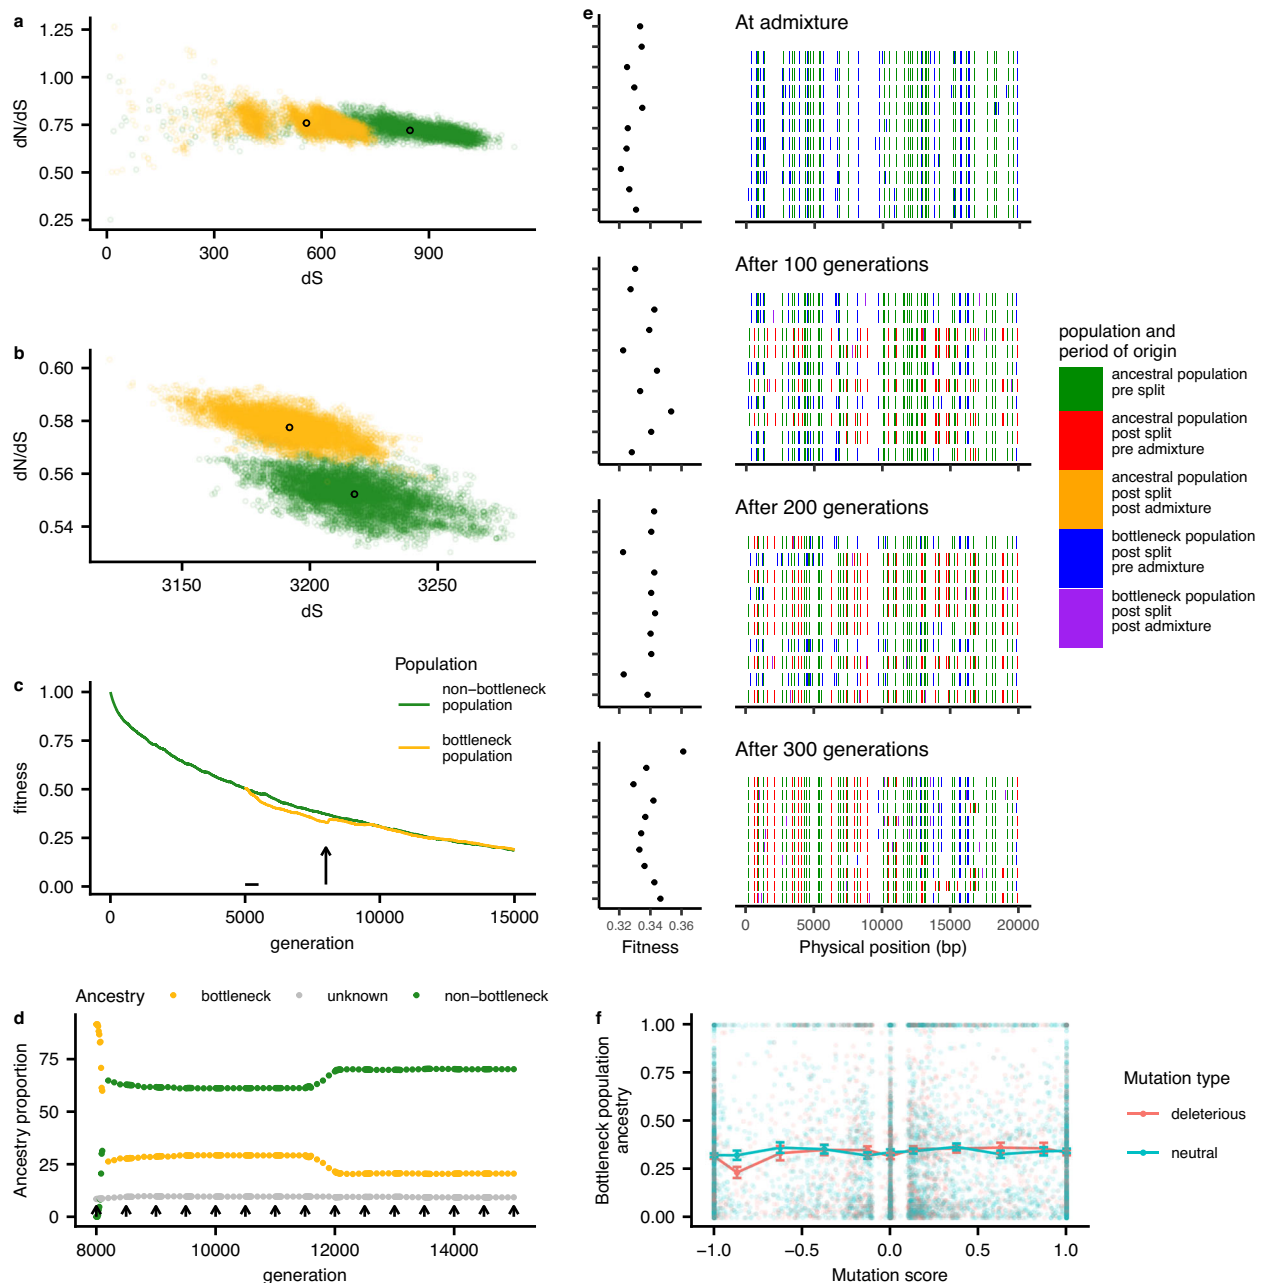 a
1.25
1.00
0.75
0.50
0.25
dN/dS
0
300
600
900
dS
b
0.60
0.58
0.56
0.54
dN/dS
3150
3200
3250
dS
c
Population
non−bottleneck
population
bottleneck
population
1.00
0.75
0.50
0.25
0.00
fitness
0
5000
10000
15000
generation
Ancestry
bottleneck
unknown
non−bottleneck
d
75
50
25
0
Ancestry proportion
8000
10000
12000
14000
generation
e
At admixture
After 100 generations
After 200 generations
After 300 generations
0.32
0.34
0.36
Fitness
0
5000
10000
15000
20000
Physical position (bp)
population and
period of origin
ancestral population
pre split
ancestral population
post split
pre admixture
ancestral population
post split
post admixture
bottleneck population
post split
pre admixture
bottleneck population
post split
post admixture
f
1.00
0.75
0.50
0.25
0.00
Bottleneck population
ancestry
−1.0
−0.5
0.0
0.5
1.0
Mutation score
Mutation type
deleterious
neutral